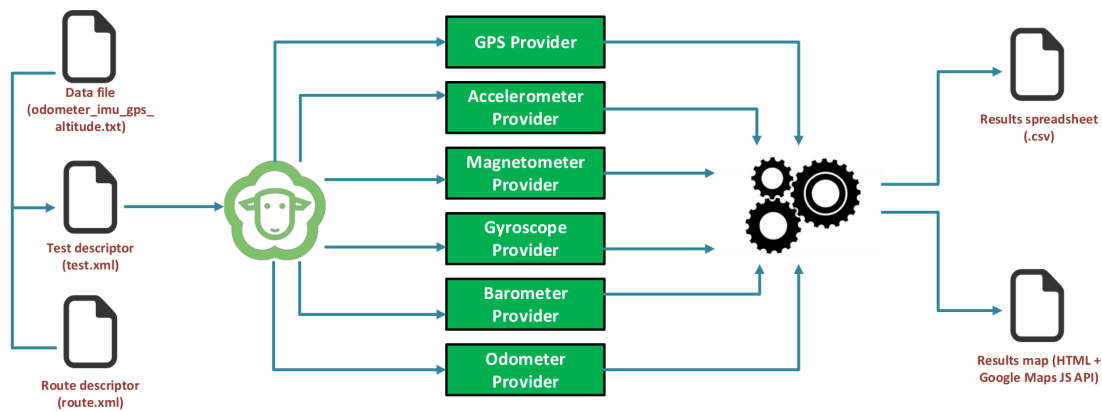 Data file
(odometer_imu_gps_
altitude.txt)
Test descriptor
(test.xml)
Route descriptor
(route.xml)
GPS Provider
Accelerometer
Provider
Magnetometer
Provider
Gyroscope
Provider
Barometer
Provider
Odometer
Provider
Results spreadsheet
(.csv)
Results map (HTML +
Google Maps JS API)